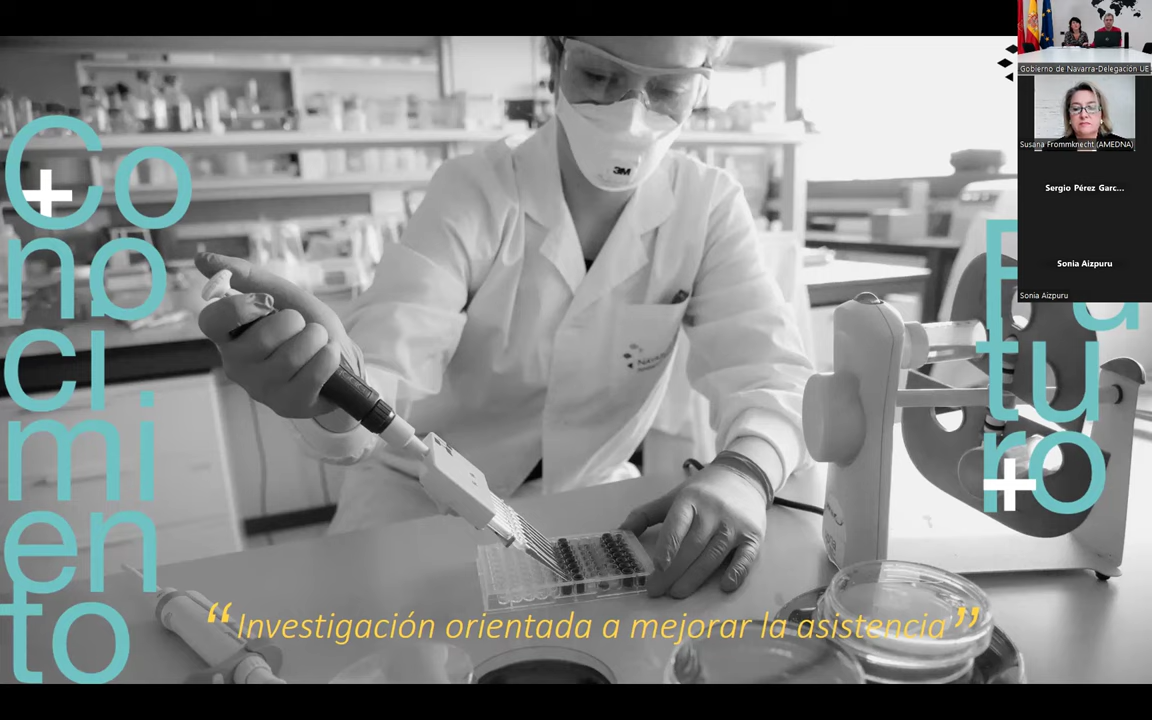 +
Co
no
ci
mi
en
to
3M
“Investigación orientada a mejorar la asistencia”
tu
ro
+
Gobierno de Navarra-Delegación UE
Susana Frommknecht (AMEDNA)
Sergio Pérez Garc...
Sonia Aizpuru
Sonia Aizpuru